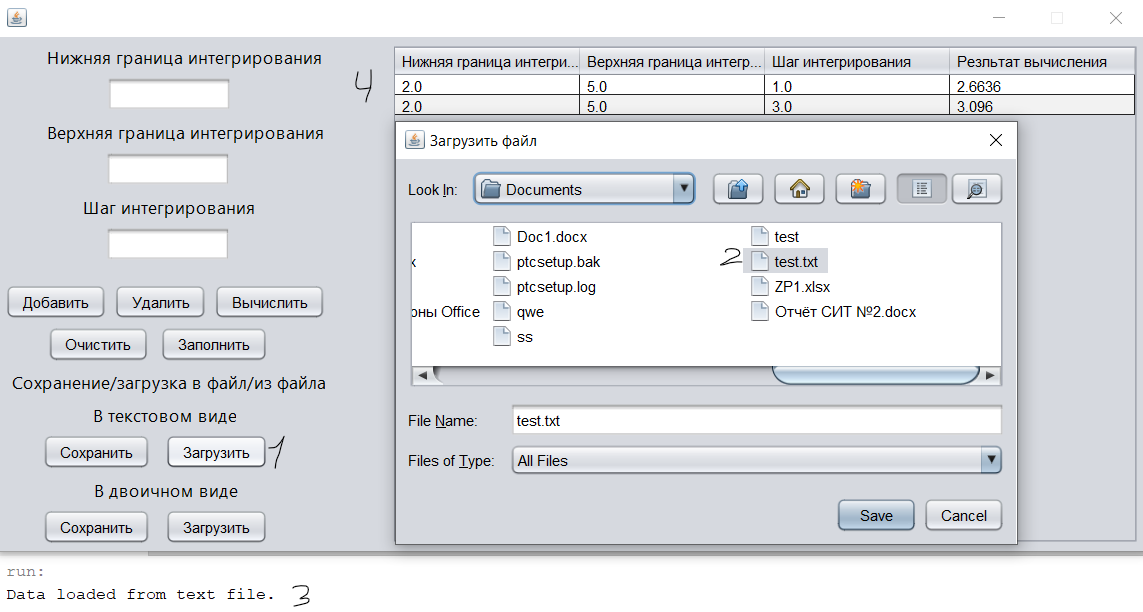 Нижняя граница интегрирования
Верхняя граница интегрирования
Шаг интегрирования
Добавить Удалить Вычислить
Очистить Заполнить
Сохранение/загрузка в файл/из файла
В текстовом виде
Сохранить Загрузить 1
В двоичном виде
Сохранить Загрузить
4
Нижняя граница интегри... Верхняя граница интегр... Шаг интегрирования Резльтат вычисления
2.0 5.0 1.0 2.6636
2.0 5.0 3.0 3.096
Загрузить файл
Look In: Documents
Doc1.docx test
ptcsetup.bak 2 test.txt
ptcsetup.log ZP1.xlsx
оны Office qwe Отчёт СИТ №2.docx
ss
File Name: test.txt
Files of Type: All Files
Save Cancel
run:
Data loaded from text file. 3